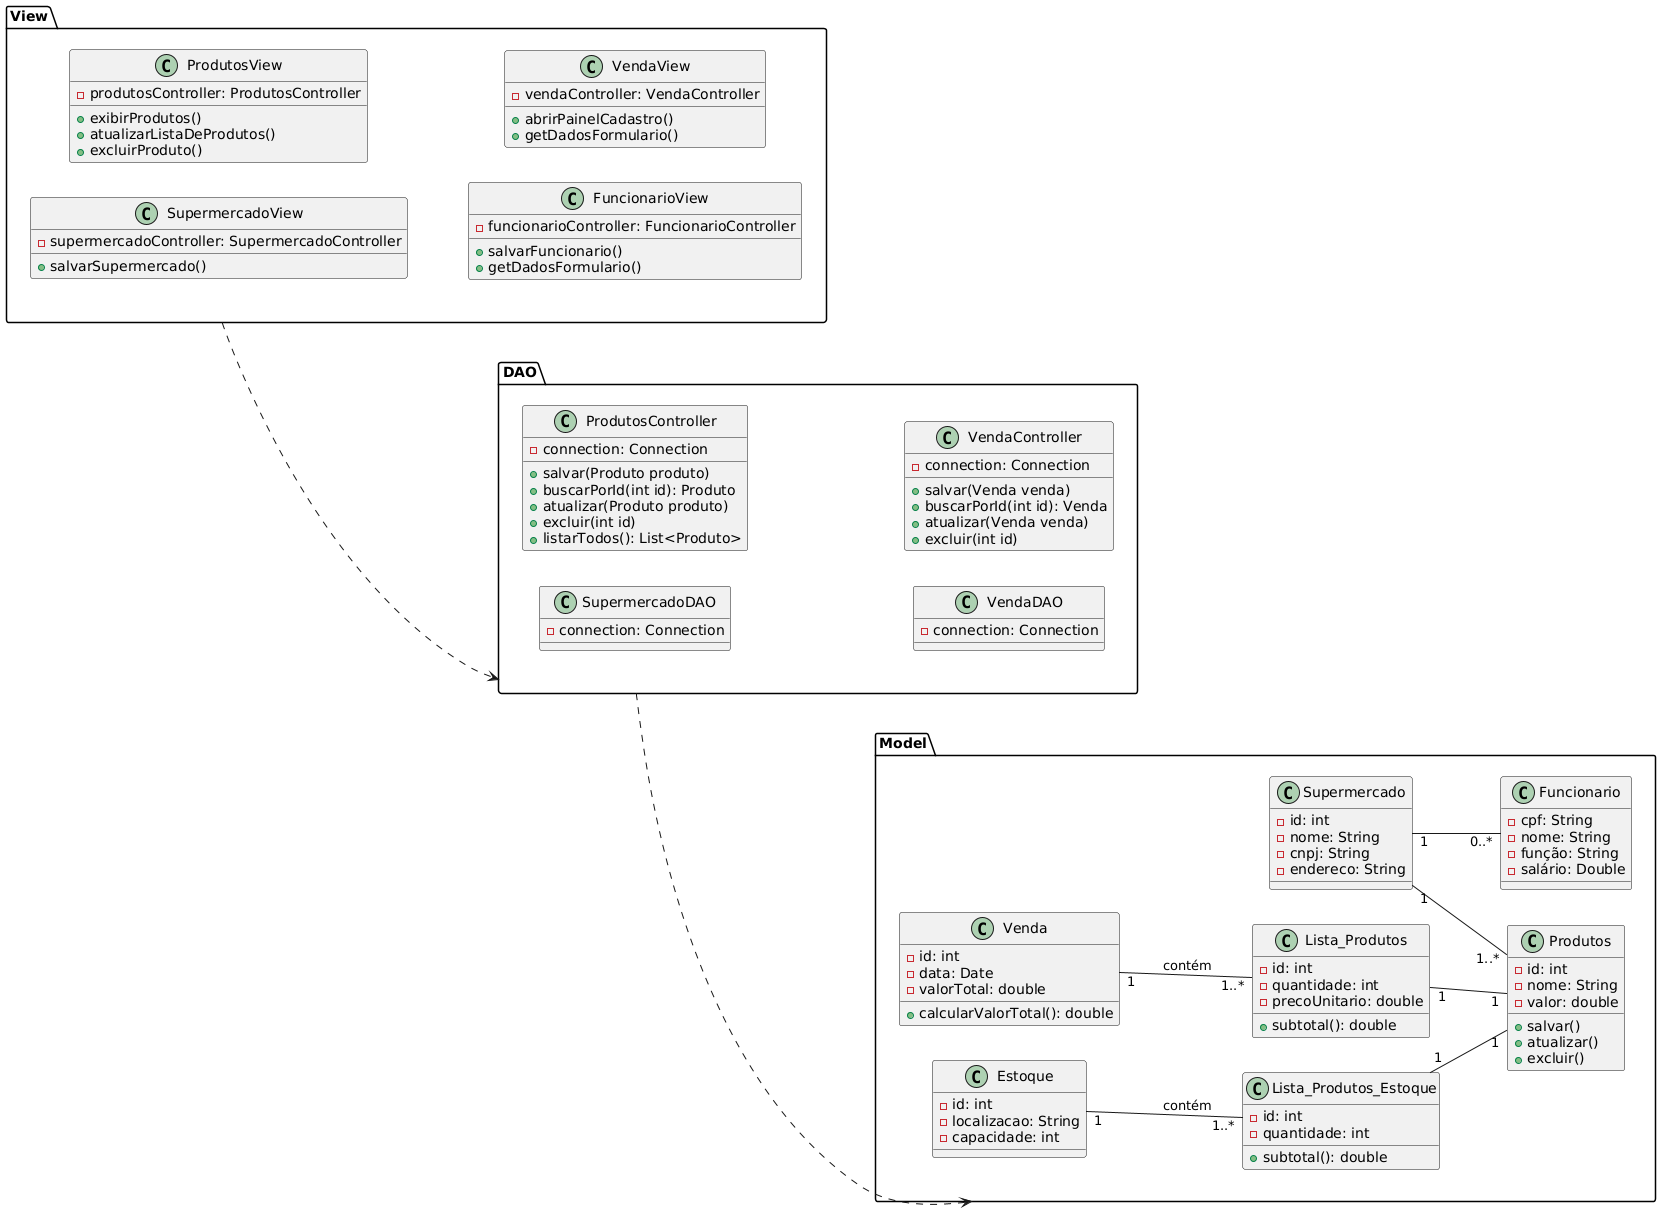 View
C ProdutosView
produtosController: ProdutosController
exibirProdutos()
atualizarListaDeProdutos()
excluirProduto()
C VendaView
vendaController: VendaController
abrirPainelCadastro()
getDadosFormulario()
C SupermercadoView
supermercadoController: SupermercadoController
salvarSupermercado()
C FuncionarioView
funcionarioController: FuncionarioController
salvarFuncionario()
getDadosFormulario()
DAO
C ProdutosController
connection: Connection
salvar(Produto produto)
buscarPorId(int id): Produto
atualizar(Produto produto)
excluir(int id)
listarTodos(): List<Produto>
C VendaController
connection: Connection
salvar(Venda venda)
buscarPorId(int id): Venda
atualizar(Venda venda)
excluir(int id)
C SupermercadoDAO
connection: Connection
C VendaDAO
connection: Connection
Model
C Supermercado
id: int
nome: String
cnpj: String
endereco: String
1
0..*
C Funcionario
cpf: String
nome: String
função: String
salário: Double
1
1..*
C Venda
id: int
data: Date
valorTotal: double
calcularValorTotal(): double
contém
1
1..*
C Lista_Produtos
id: int
quantidade: int
precoUnitario: double
subtotal(): double
1
1
C Produtos
id: int
nome: String
valor: double
salvar()
atualizar()
excluir()
C Estoque
id: int
localizacao: String
capacidade: int
contém
1
1..*
C Lista_Produtos_Estoque
id: int
quantidade: int
subtotal(): double
1
1